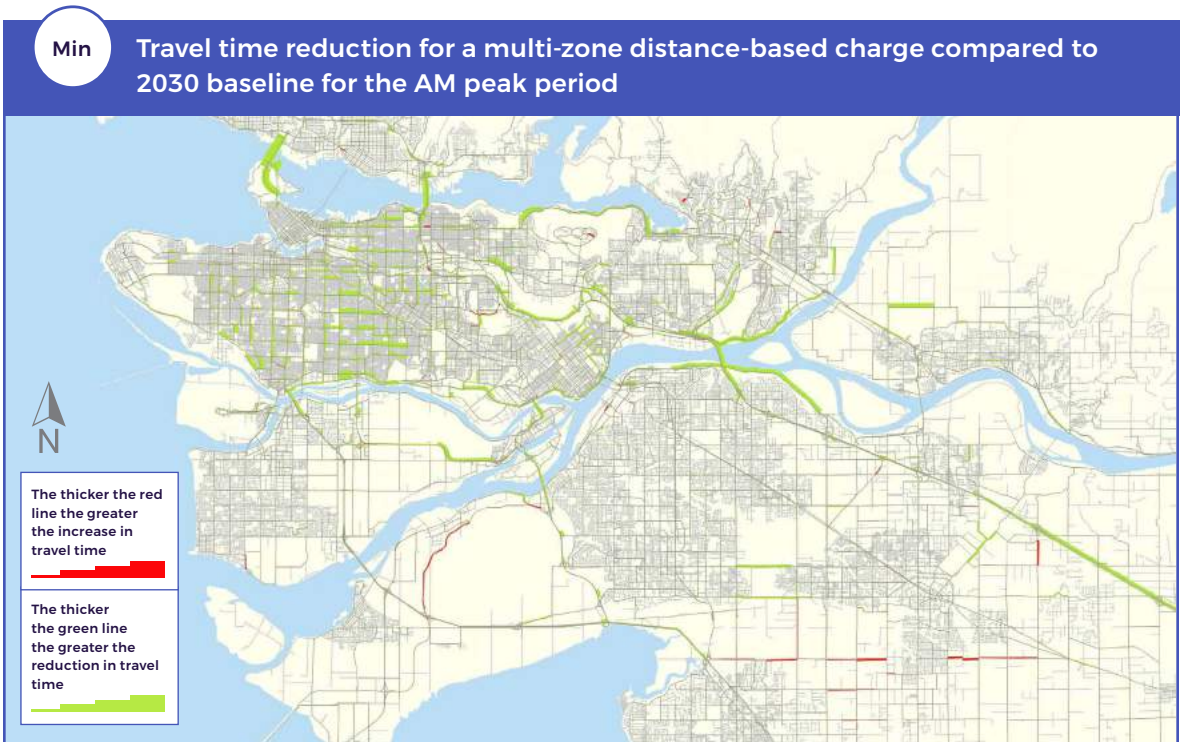 Min
Travel time reduction for a multi-zone distance-based charge compared to
2030 baseline for the AM peak period
N
The thicker the red
line the greater
the increase in
travel time
The thicker
the green line
the greater the
reduction in travel
time